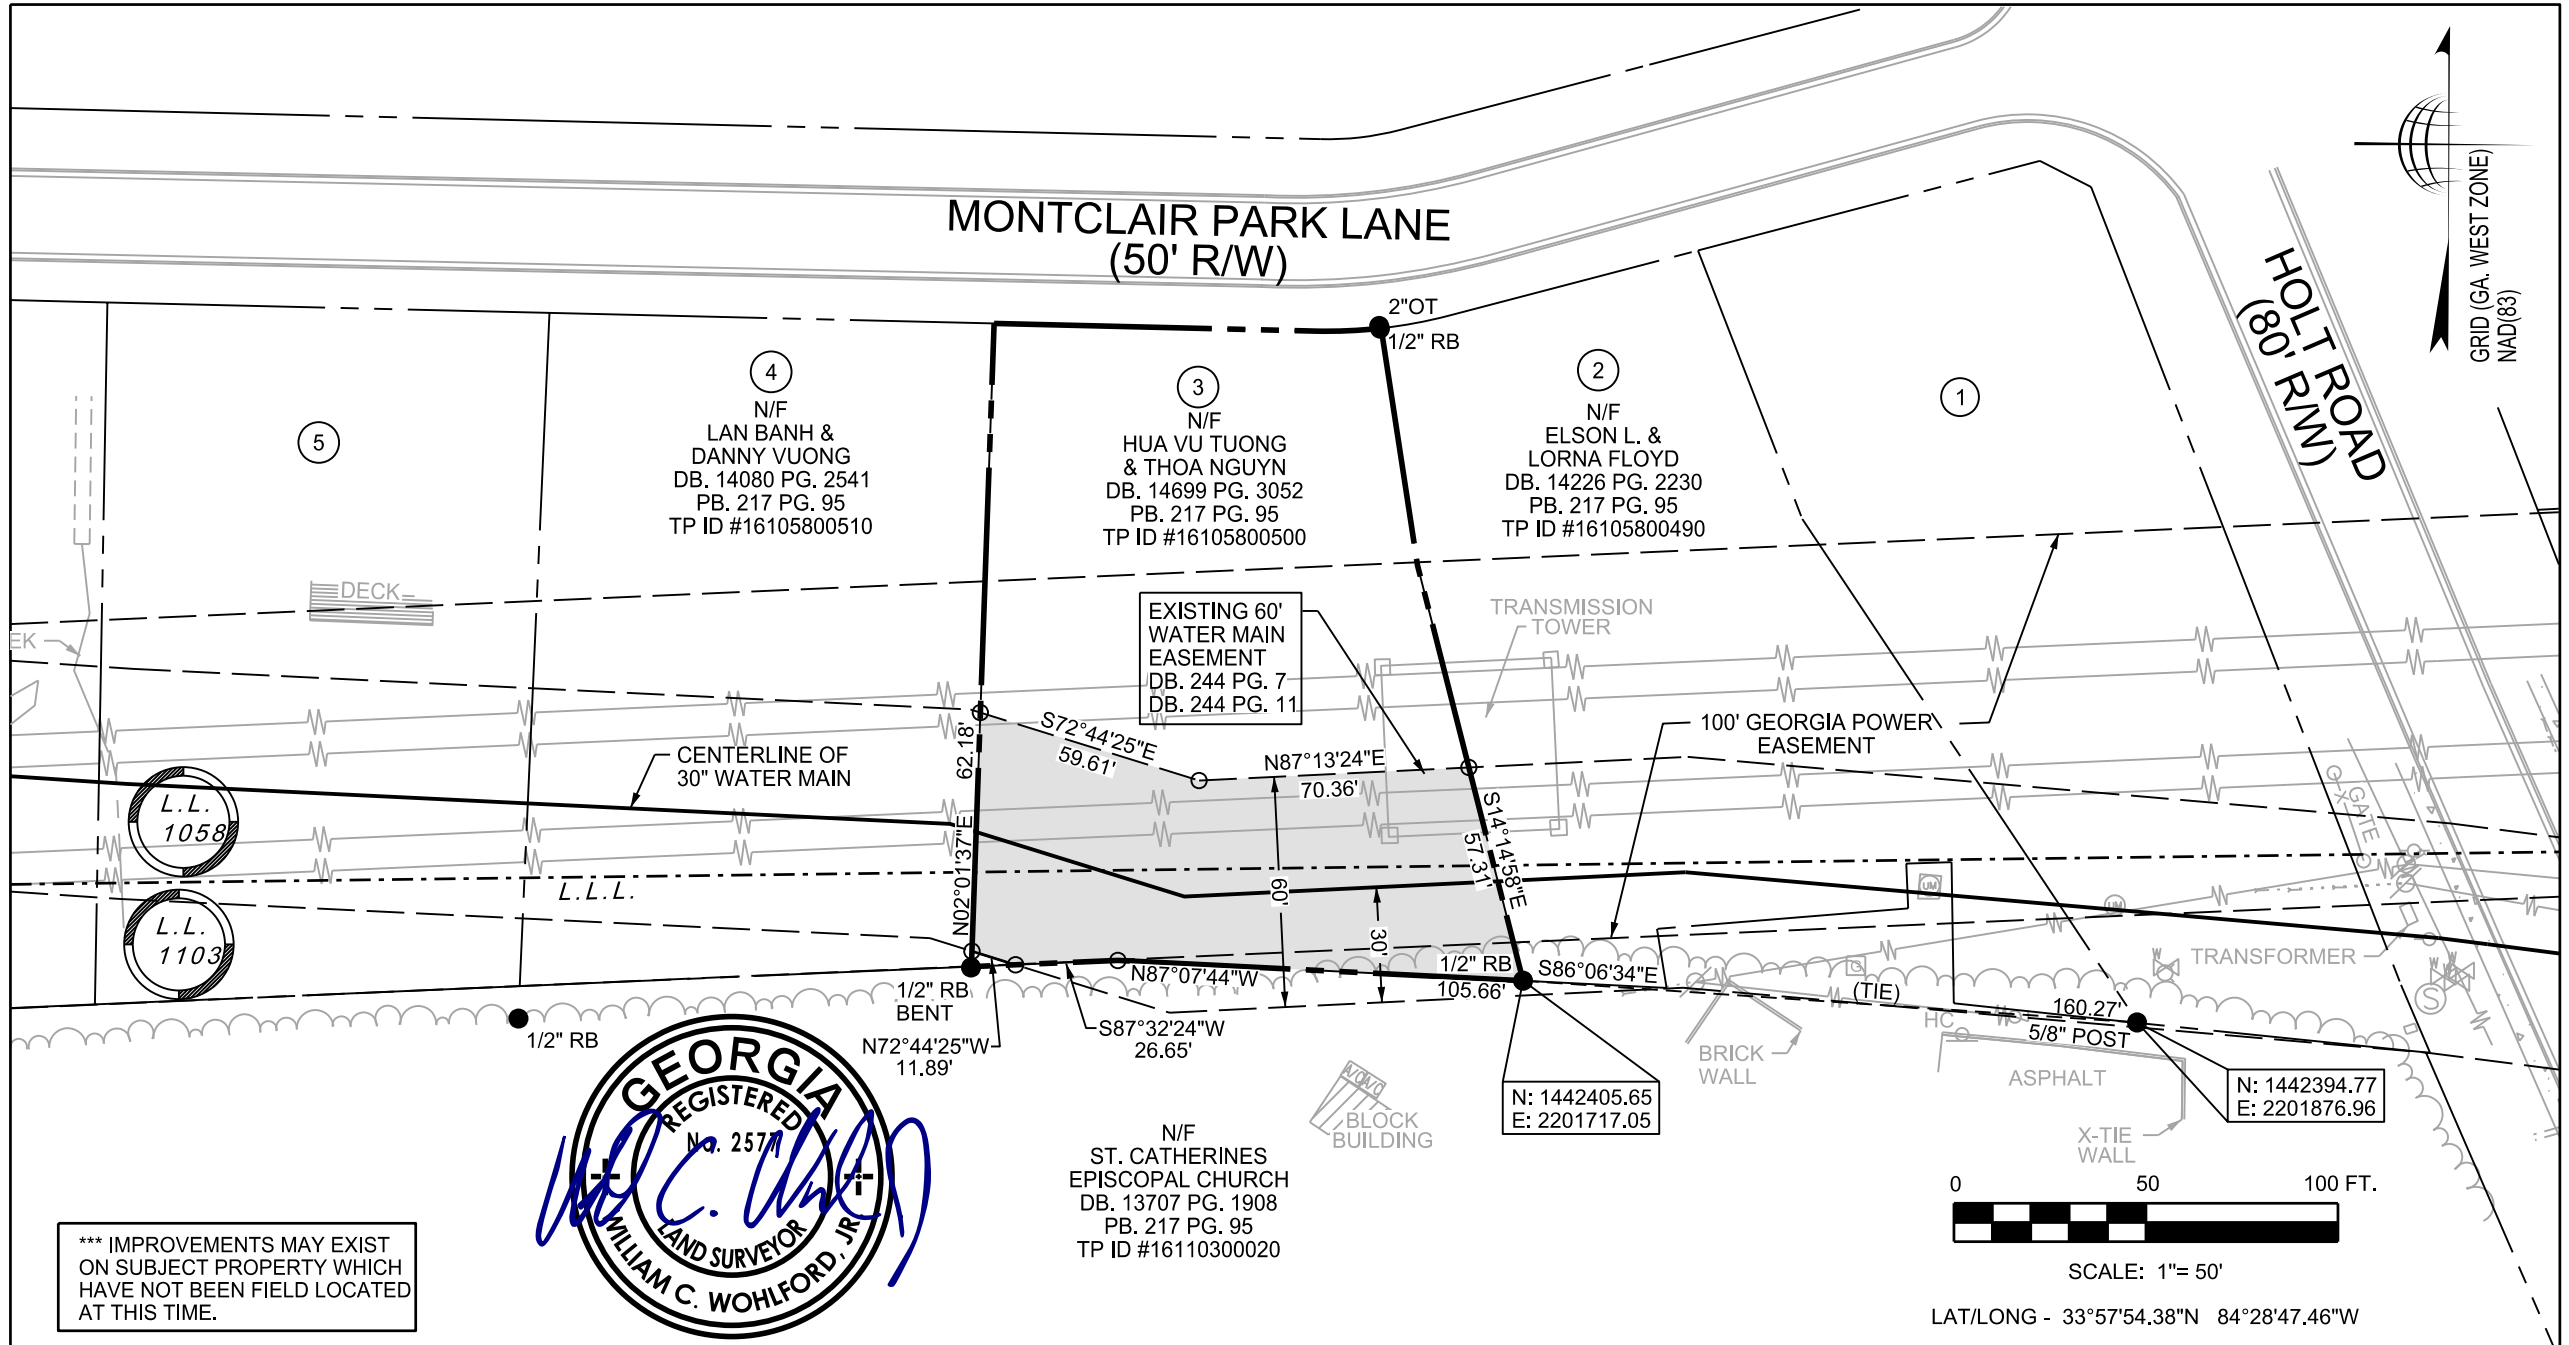 MONTCLAIR PARK LANE
(50' R/W)
HOLT ROAD
(80' R/W)
GRID (GA. WEST ZONE)
NAD(83)
2"OT
1/2" RB
5
4
N/F
LAN BANH &
DANNY VUONG
DB. 14080 PG. 2541
PB. 217 PG. 95
TP ID #16105800510
3
N/F
HUA VU TUONG
& THOA NGUYN
DB. 14699 PG. 3052
PB. 217 PG. 95
TP ID #16105800500
2
N/F
ELSON L. &
LORNA FLOYD
DB. 14226 PG. 2230
PB. 217 PG. 95
TP ID #16105800490
1
DECK
EK
EXISTING 60'
WATER MAIN
EASEMENT
DB. 244 PG. 7
DB. 244 PG. 11
TRANSMISSION
TOWER
100' GEORGIA POWER
EASEMENT
CENTERLINE OF
30" WATER MAIN
62.18'
N02°01'37"E
S72°44'25"E
59.61'
N87°13'24"E
70.36'
S14°14'58"E
57.31'
60'
30'
L.L.
1058
L.L.
1103
L.L.L.
GATE
X
UM
UM
W
W
W
S
TRANSFORMER
1/2" RB
BENT
N72°44'25"W
11.89'
S87°32'24"W
26.65'
N87°07'44"W
105.66'
1/2" RB
S86°06'34"E
(TIE)
160.27'
5/8" POST
1/2" RB
HC
W
BRICK
WALL
ASPHALT
X-TIE
WALL
A/C
A/C
BLOCK
BUILDING
N: 1442405.65
E: 2201717.05
N: 1442394.77
E: 2201876.96
N/F
ST. CATHERINES
EPISCOPAL CHURCH
DB. 13707 PG. 1908
PB. 217 PG. 95
TP ID #16110300020
GEORGIA
REGISTERED
No. 2577
LAND SURVEYOR
WILLIAM C. WOHLFORD, JR.
*** IMPROVEMENTS MAY EXIST
ON SUBJECT PROPERTY WHICH
HAVE NOT BEEN FIELD LOCATED
AT THIS TIME.
0 50 100 FT.
SCALE: 1"= 50'
LAT/LONG - 33°57'54.38"N 84°28'47.46"W